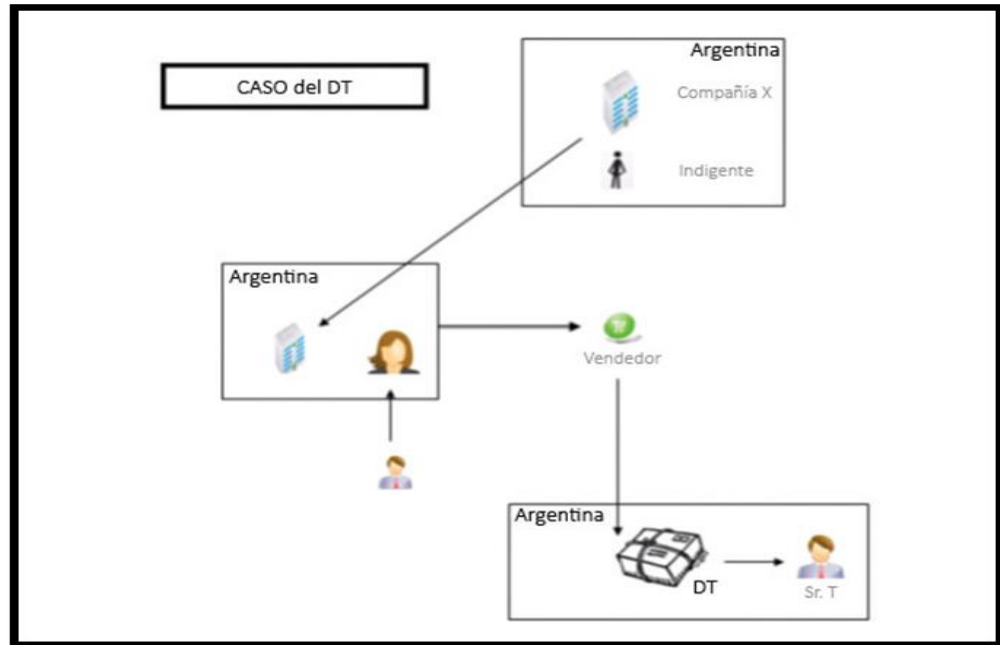 CASO del DT
Argentina
Compañía X
Indigente
Argentina
Vendedor
Argentina
DT
Sr. T